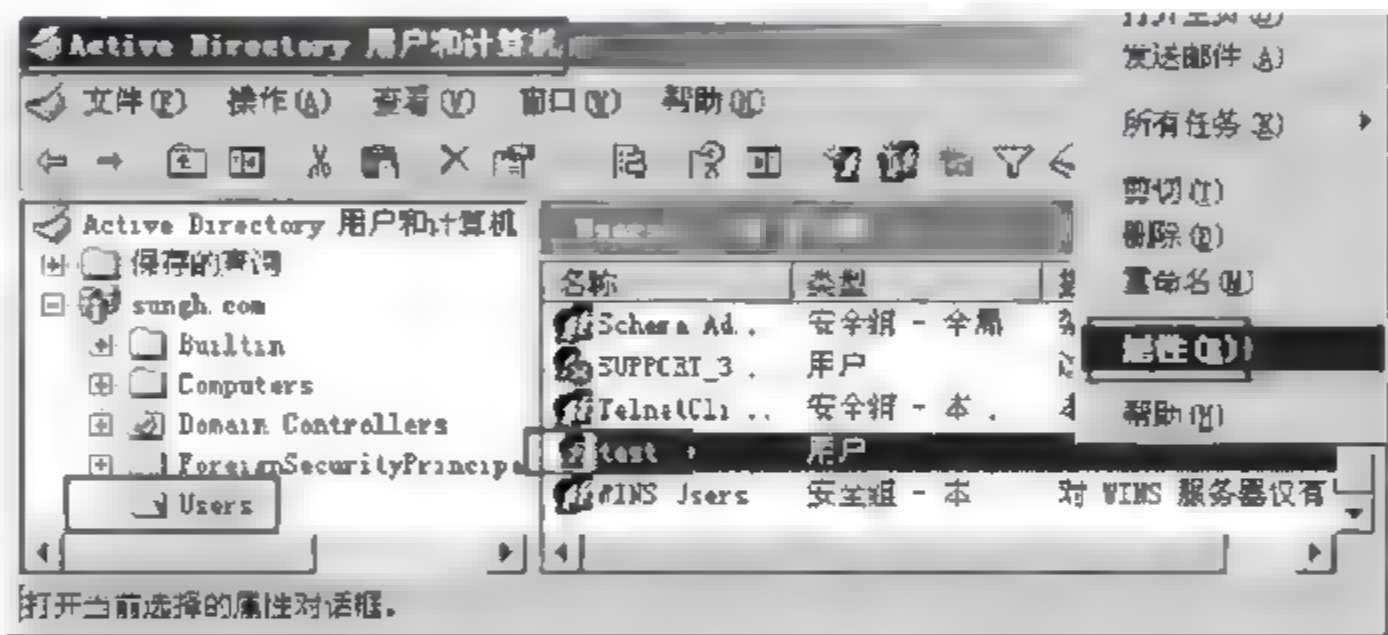 Active Directory 用户和计算机
文件(F) 操作(A) 查看(V) 窗口(W) 帮助(H)
Active Directory 用户和计算机
保存的查询
sungh.com
Builtin
Computers
Domain Controllers
ForeignSecurityPrincipa
Users
名称 类型
Schema Ad.. 安全组 - 全局
SUPPORT_3.. 用户
TelnetCli... 安全组 - 本.
test 用户
WINS Users 安全组 - 本 对 WINS 服务器仅有
发送邮件(A)
所有任务(K)
剪切(T)
删除(D)
重命名(M)
属性(R)
帮助(H)
打开当前选择的属性对话框。